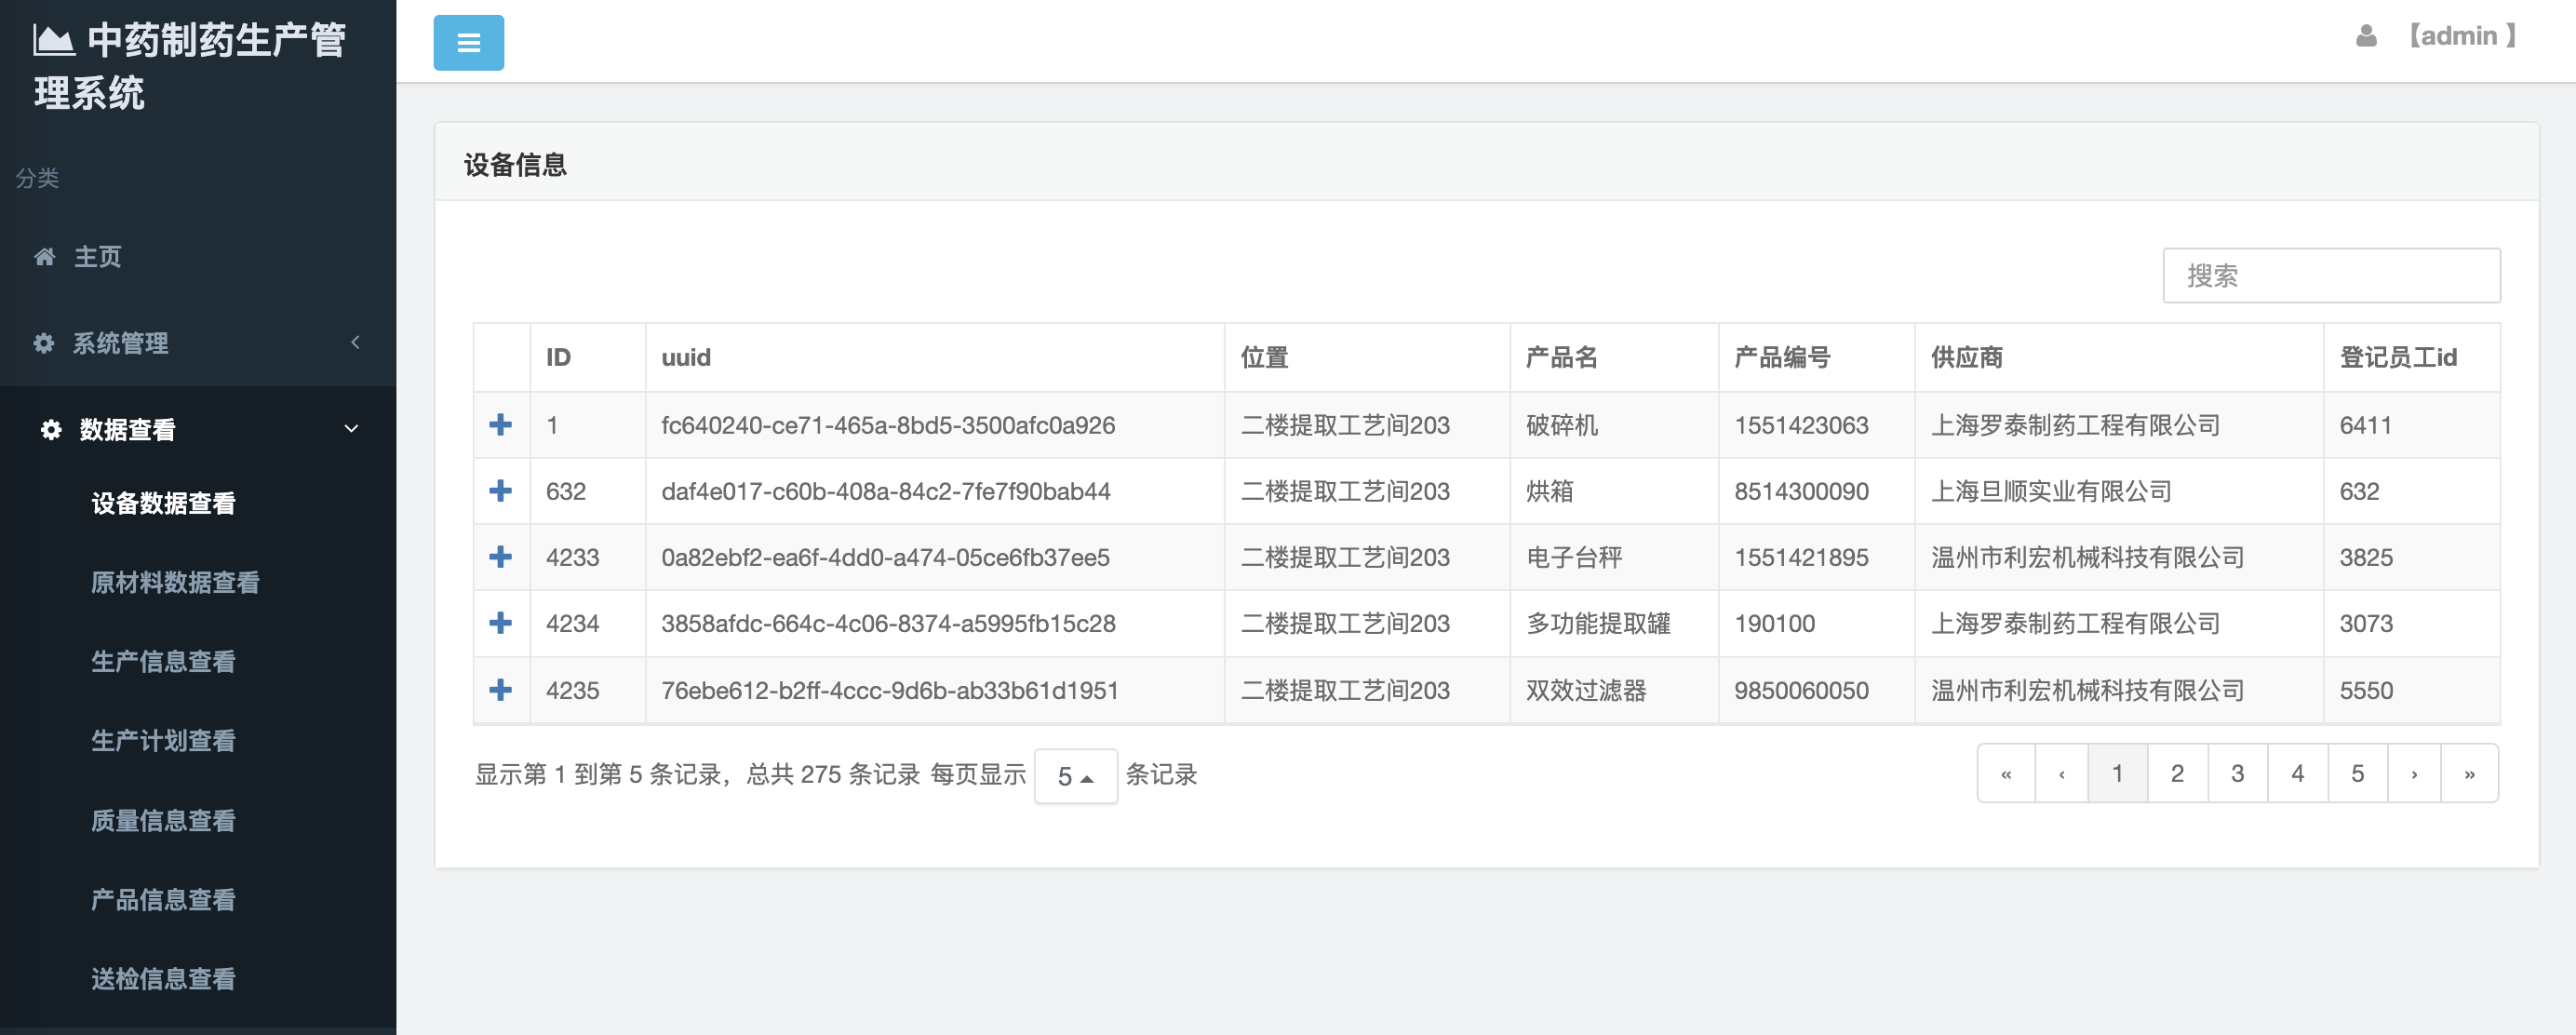 中药制药生产管
理系统
分类
主页
系统管理
数据查看
设备数据查看
原材料数据查看
生产信息查看
生产计划查看
质量信息查看
产品信息查看
送检信息查看
【admin 】
设备信息
搜索
ID uuid 位置 产品名 产品编号 供应商 登记员工id
1 fc640240-ce71-465a-8bd5-3500afc0a926 二楼提取工艺间203 破碎机 1551423063 上海罗泰制药工程有限公司 6411
632 daf4e017-c60b-408a-84c2-7fe7f90bab44 二楼提取工艺间203 烘箱 8514300090 上海旦顺实业有限公司 632
4233 0a82ebf2-ea6f-4dd0-a474-05ce6fb37ee5 二楼提取工艺间203 电子台秤 1551421895 温州市利宏机械科技有限公司 3825
4234 3858afdc-664c-4c06-8374-a5995fb15c28 二楼提取工艺间203 多功能提取罐 190100 上海罗泰制药工程有限公司 3073
4235 76ebe612-b2ff-4ccc-9d6b-ab33b61d1951 二楼提取工艺间203 双效过滤器 9850060050 温州市利宏机械科技有限公司 5550
显示第 1 到第 5 条记录，总共 275 条记录 每页显示 5 条记录
« ‹ 1 2 3 4 5 › »